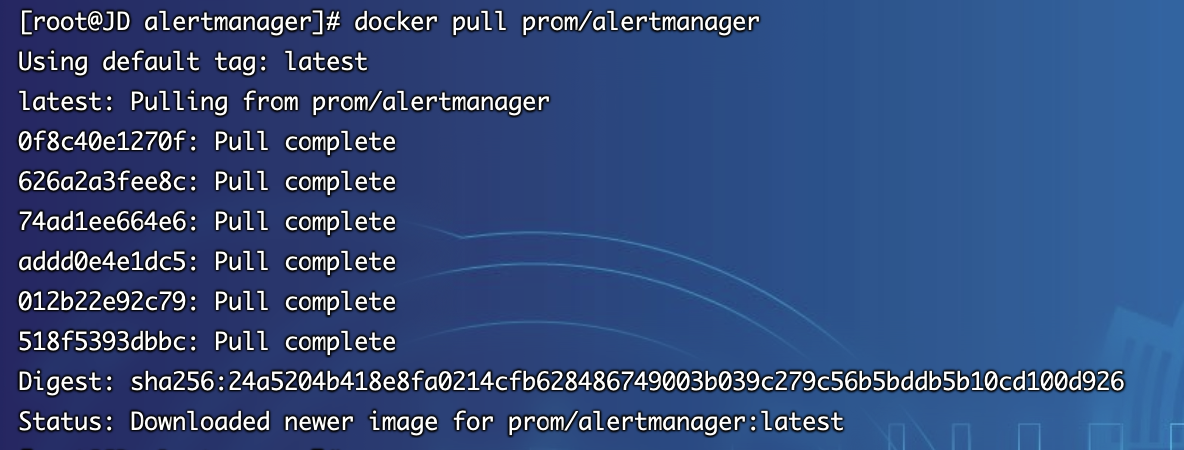 [root@JD alertmanager]# docker pull prom/alertmanager
Using default tag: latest
latest: Pulling from prom/alertmanager
0f8c40e1270f: Pull complete
626a2a3fee8c: Pull complete
74ad1ee664e6: Pull complete
addd0e4e1dc5: Pull complete
012b22e92c79: Pull complete
518f5393dbbc: Pull complete
Digest: sha256:24a5204b418e8fa0214cfb628486749003b039c279c56b5bddb5b10cd100d926
Status: Downloaded newer image for prom/alertmanager:latest